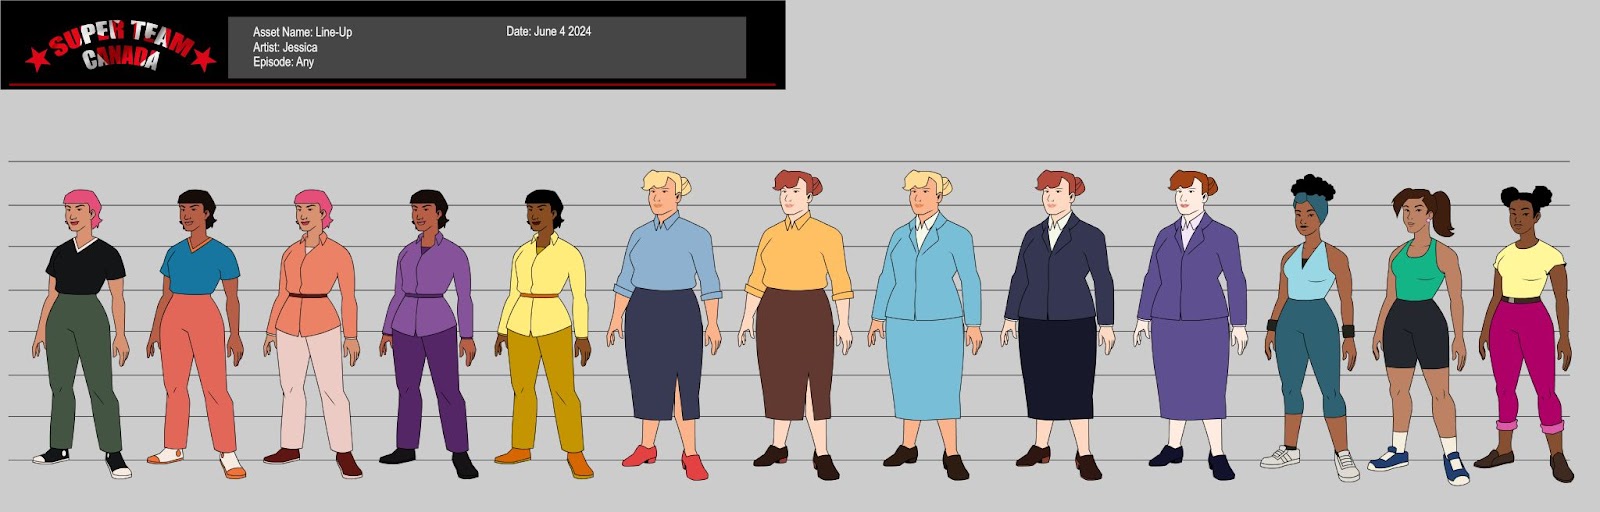 SUPER TEAM
CANADA
Asset Name: Line-Up
Artist: Jessica
Episode: Any
Date: June 4 2024